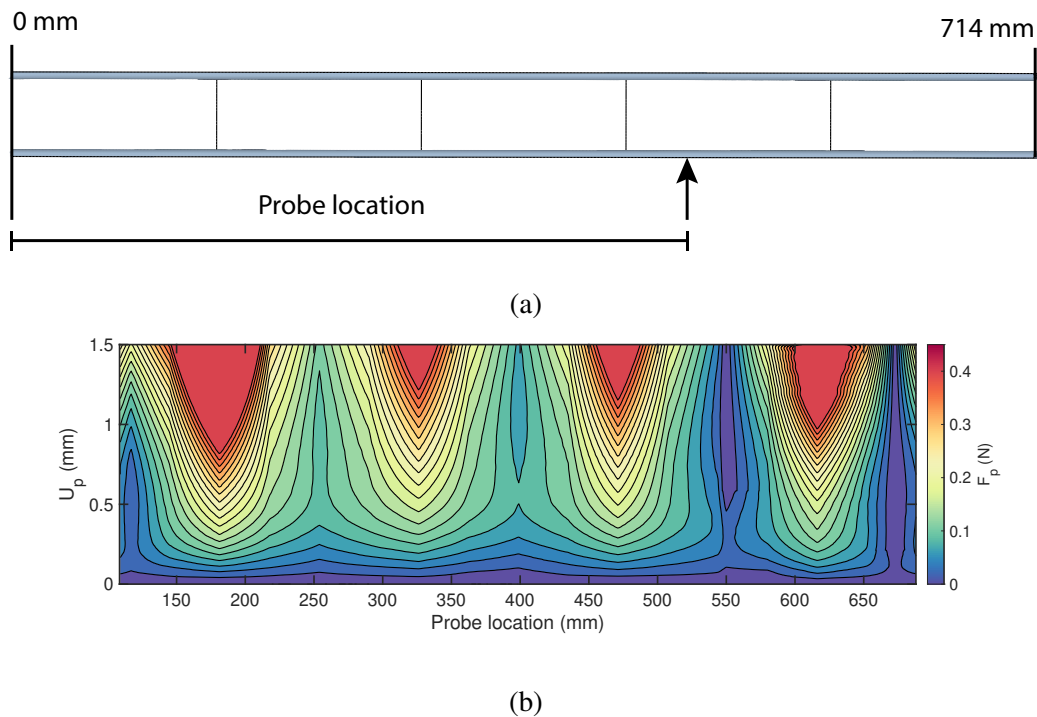 0 mm
714 mm
Probe location
(a)
1.5
1
0.5
0
U_p (mm)
150 200 250 300 350 400 450 500 550 600 650
Probe location (mm)
0.4
0.3
0.2
0.1
0
F_p (N)
(b)